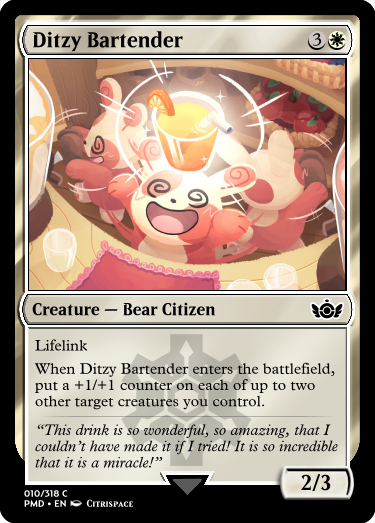 Ditzy Bartender 3
Creature — Bear Citizen
Lifelink
When Ditzy Bartender enters the battlefield,
put a +1/+1 counter on each of up to two
other target creatures you control.
“This drink is so wonderful, so amazing, that I
couldn’t have made it if I tried! It is so incredible
that it is a miracle!”
2/3
010/318 C
PMD • EN Citrispace